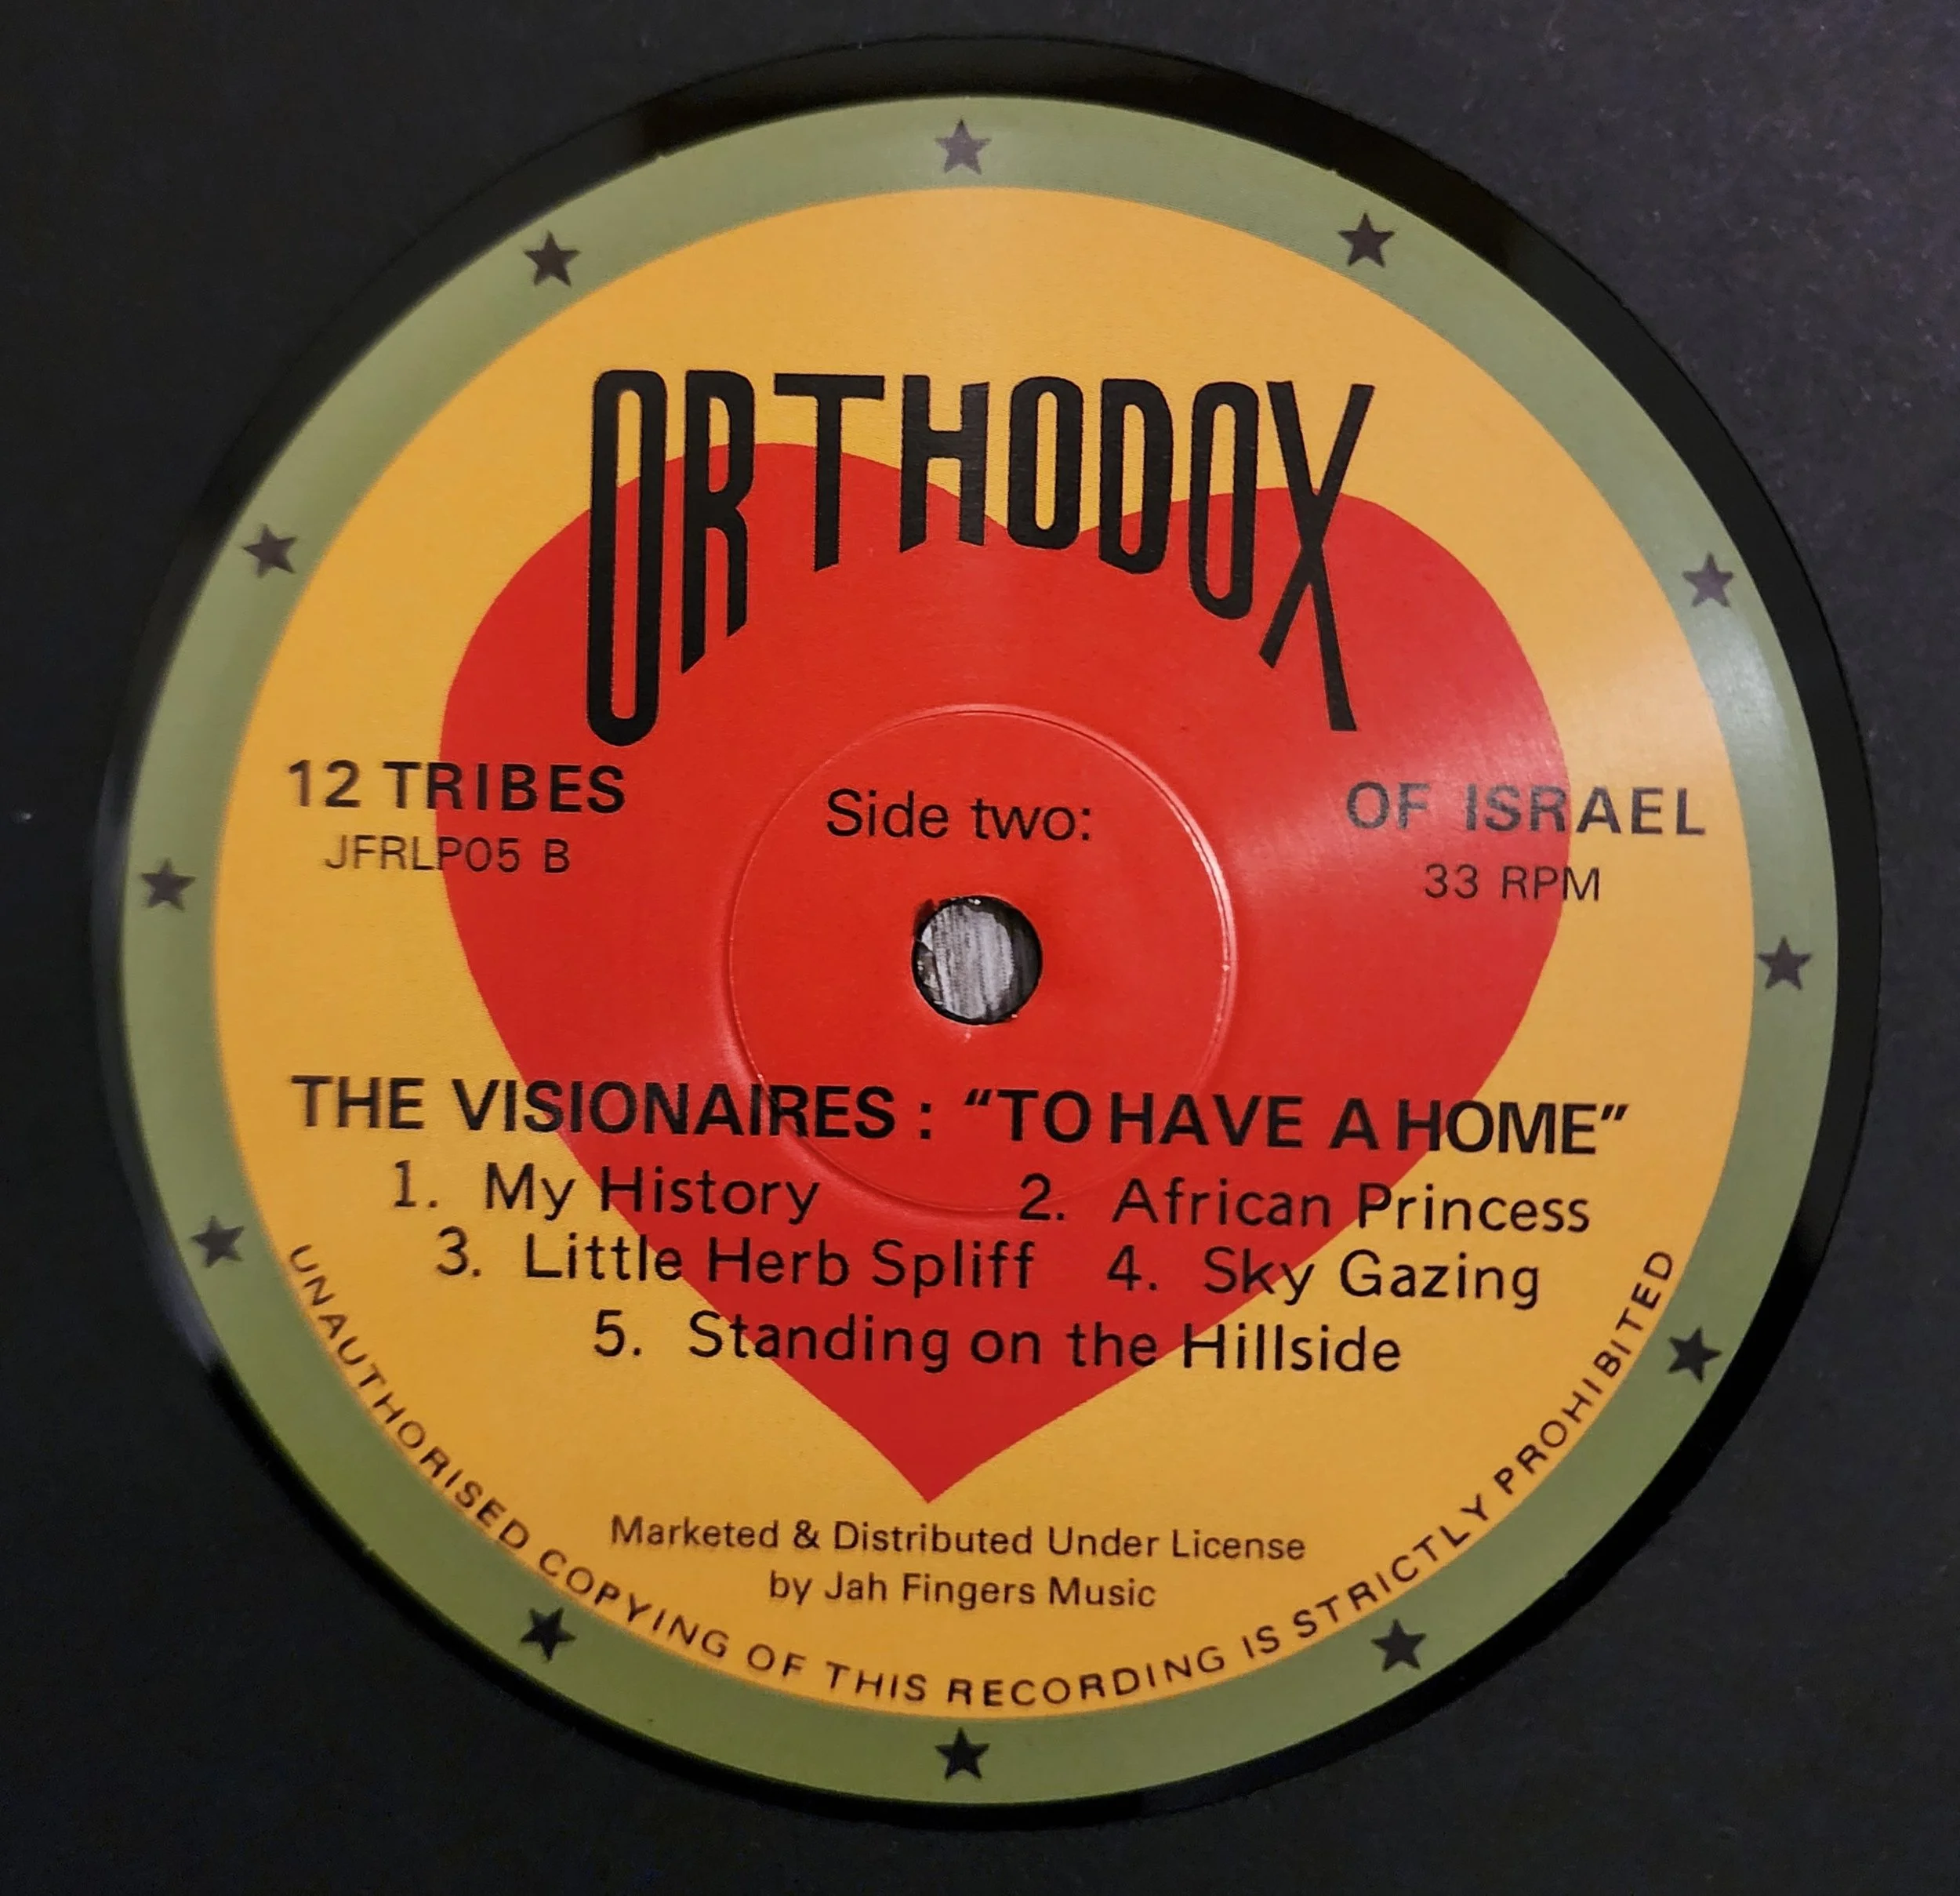 ORTHODOX
12 TRIBES OF ISRAEL
JFRLP05 B 33 RPM
Side two:
THE VISIONAIRES : “TO HAVE A HOME”
1. My History 2. African Princess
3. Little Herb Spliff 4. Sky Gazing
5. Standing on the Hillside
Marketed & Distributed Under License
by Jah Fingers Music
UNAUTHORISED COPYING OF THIS RECORDING IS STRICTLY PROHIBITED